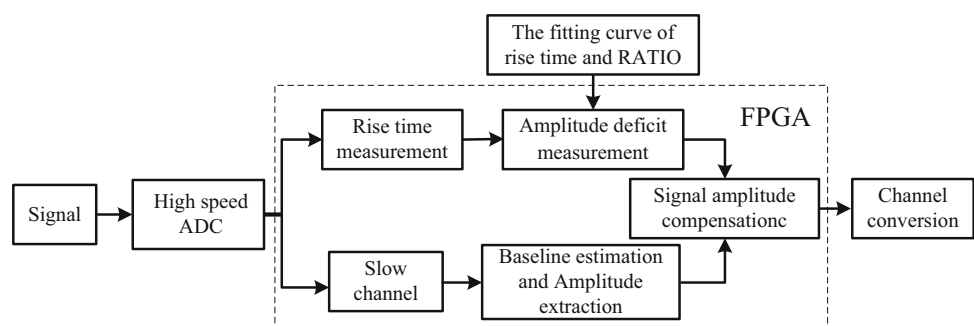 The fitting curve of
rise time and RATIO
FPGA
Rise time
measurement
Amplitude deficit
measurement
Signal
High speed
ADC
Signal amplitude
compensationc
Channel
conversion
Slow
channel
Baseline estimation
and Amplitude
extraction